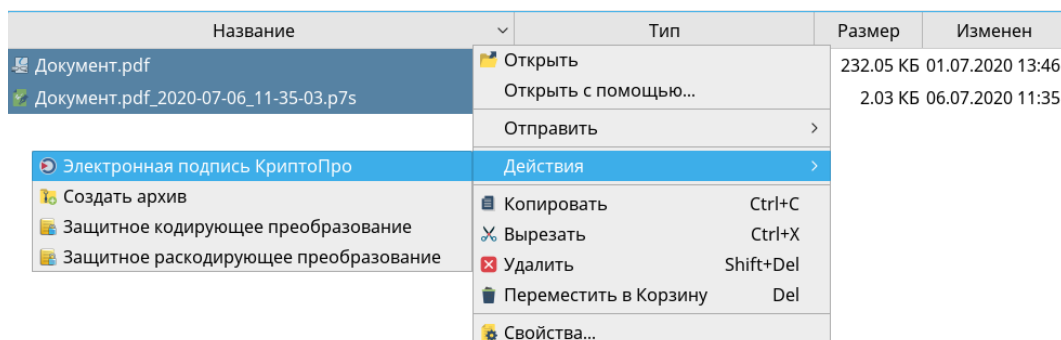 Название Тип Размер Изменен
Документ.pdf 232.05 КБ 01.07.2020 13:46
Документ.pdf_2020-07-06_11-35-03.p7s 2.03 КБ 06.07.2020 11:35
Открыть
Открыть с помощью...
Отправить
Действия
Копировать Ctrl+C
Вырезать Ctrl+X
Удалить Shift+Del
Переместить в Корзину Del
Свойства...
Электронная подпись КриптоПро
Создать архив
Защитное кодирующее преобразование
Защитное раскодирующее преобразование